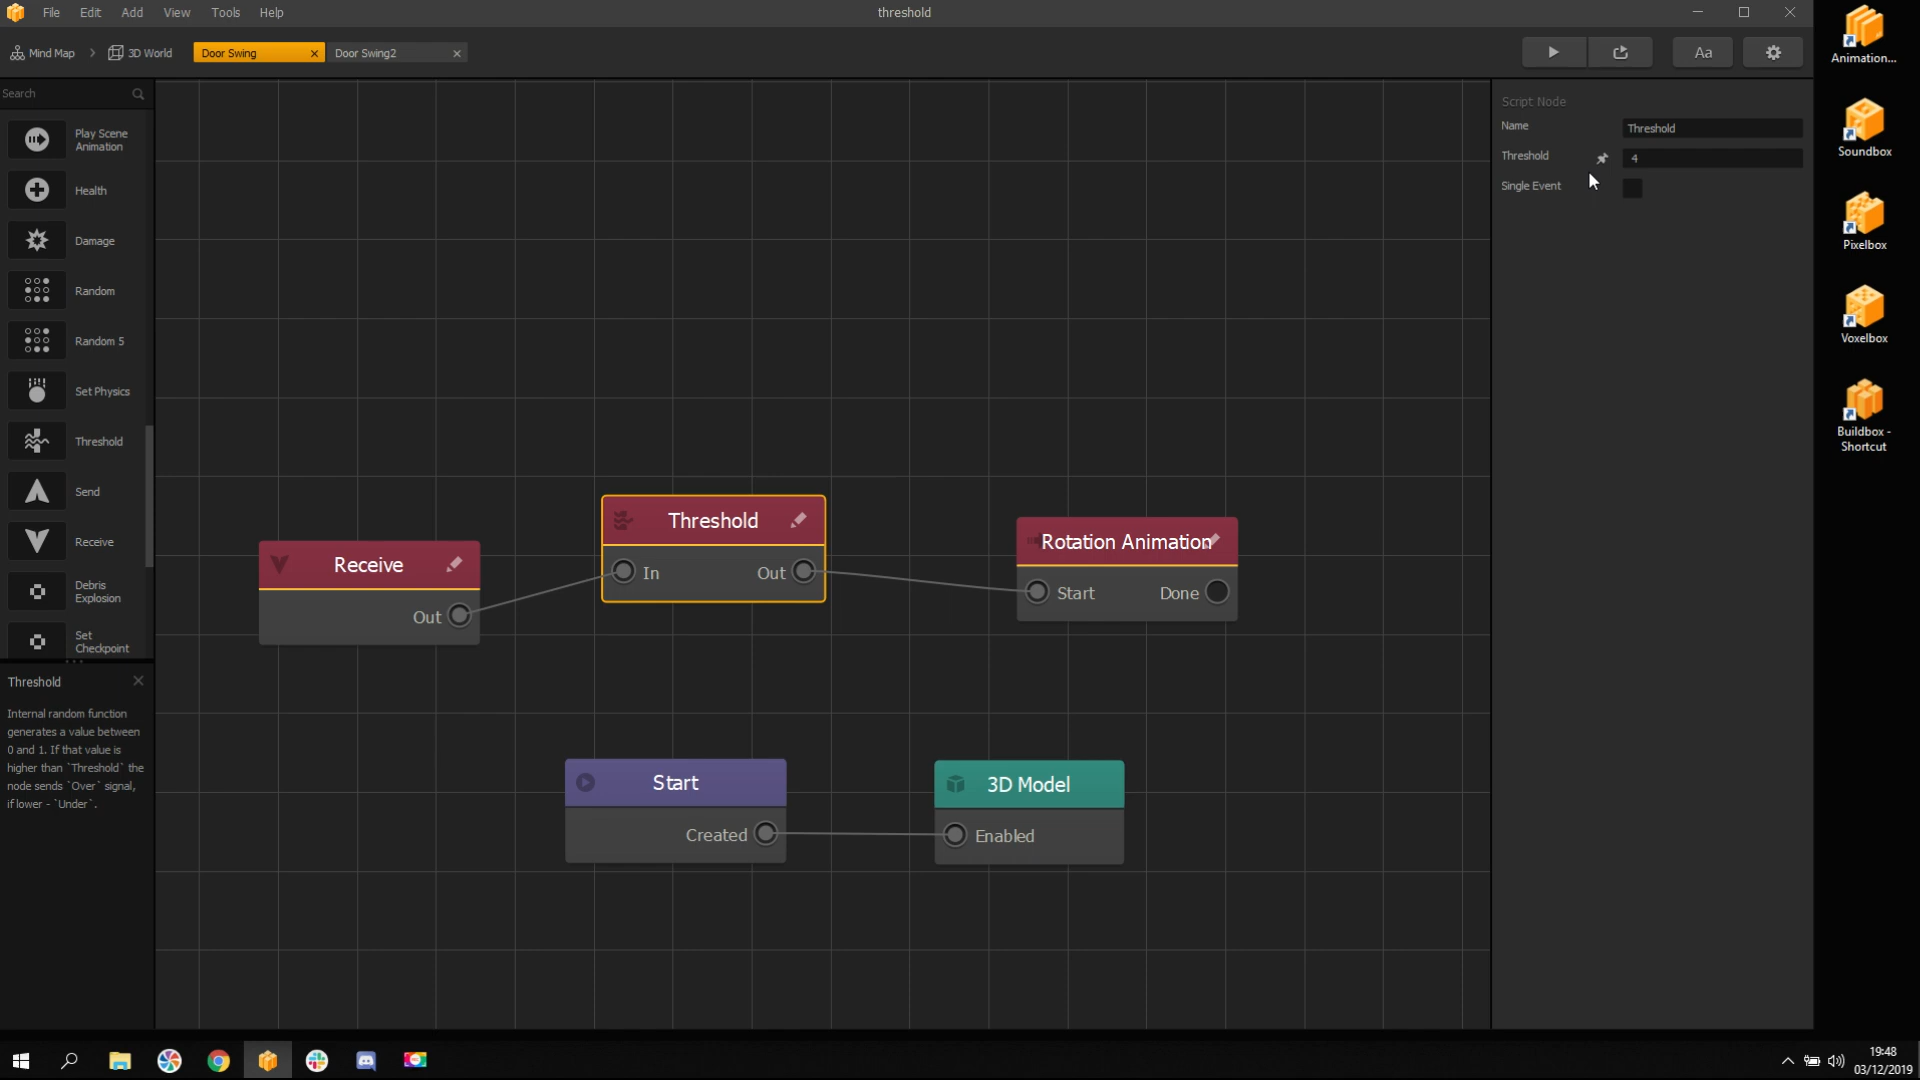 File Edit Add View Tools Help
threshold
Mind Map
3D World
Door Swing
Door Swing2
Aa
Search
Play Scene
Animation
Health
Damage
Random
Random 5
Set Physics
Threshold
Send
Receive
Debris
Explosion
Set
Checkpoint
Threshold
Internal random function
generates a value between
0 and 1. If that value is
higher than `Threshold` the
node sends `Over` signal,
if lower - `Under`.
Receive
Out
Threshold
In
Out
Rotation Animation
Start
Done
Start
Created
3D Model
Enabled
Script Node
Name
Threshold
Threshold
4
Single Event
Animation...
Soundbox
Pixelbox
Voxelbox
Buildbox -
Shortcut
19:48
03/12/2019